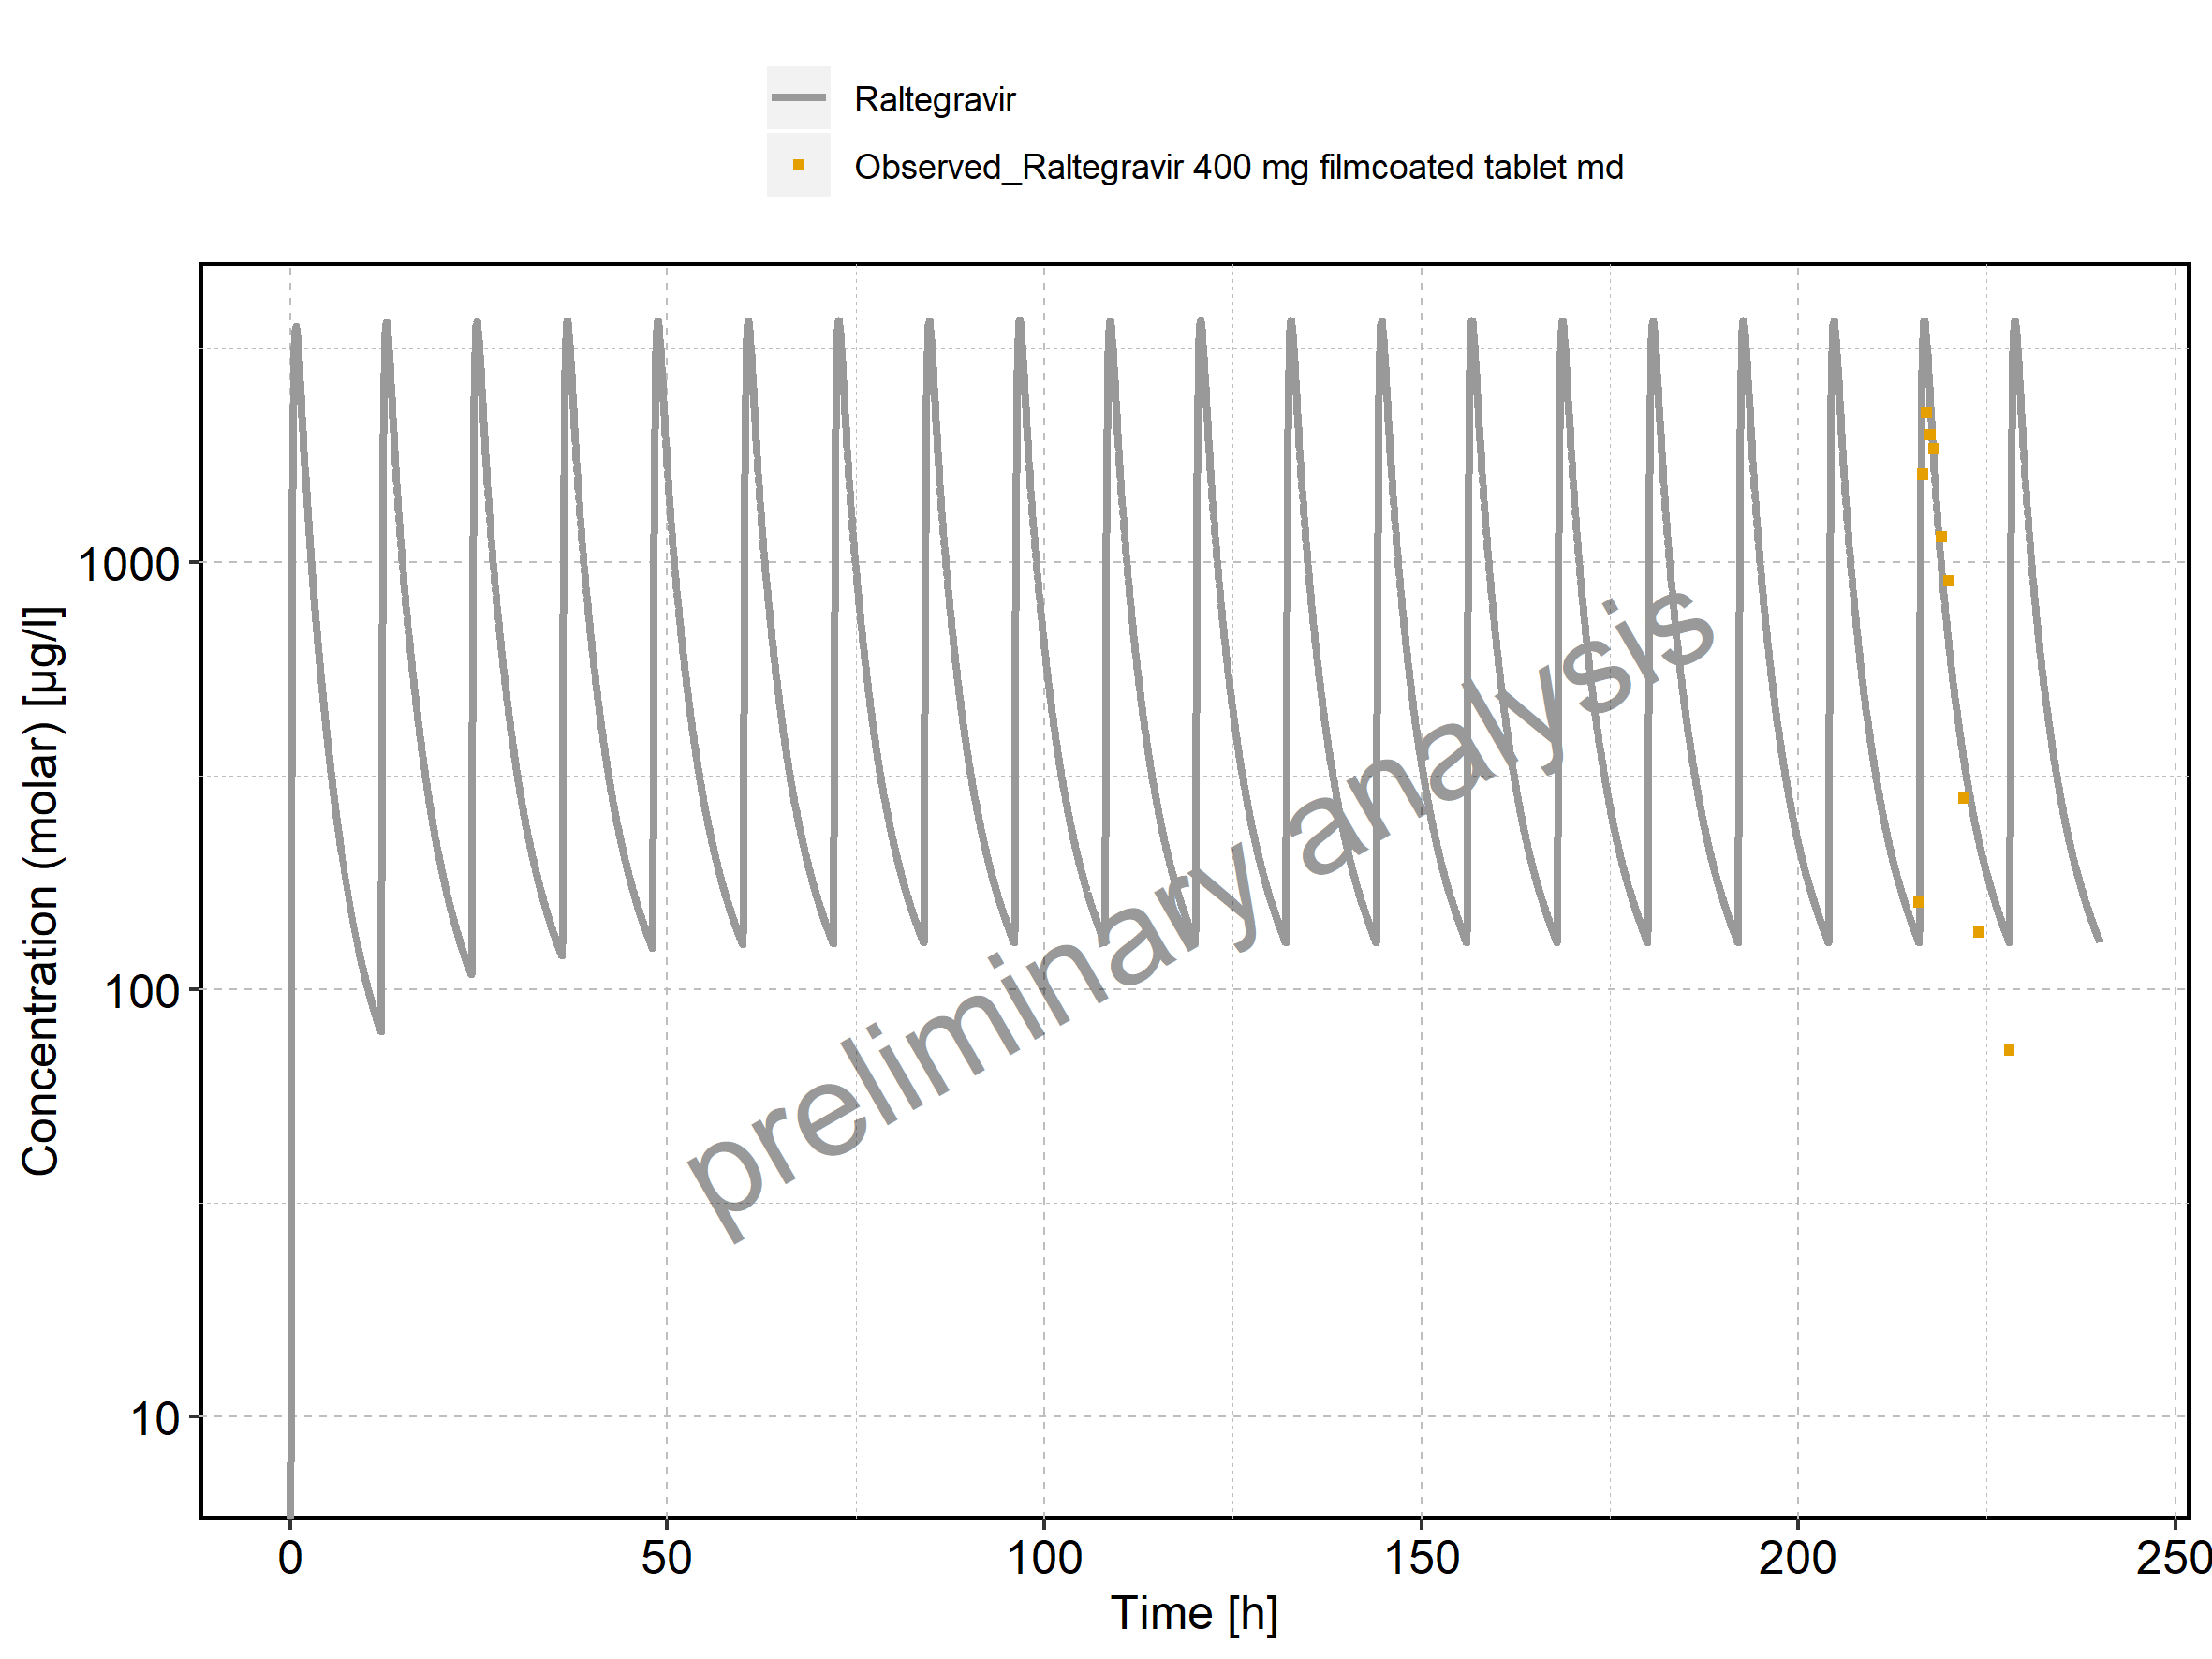 Raltegravir
Observed_Raltegravir 400 mg filmcoated tablet md
Concentration (molar) [µg/l]
1000
100
10
preliminary analysis
0 50 100 150 200 250
Time [h]